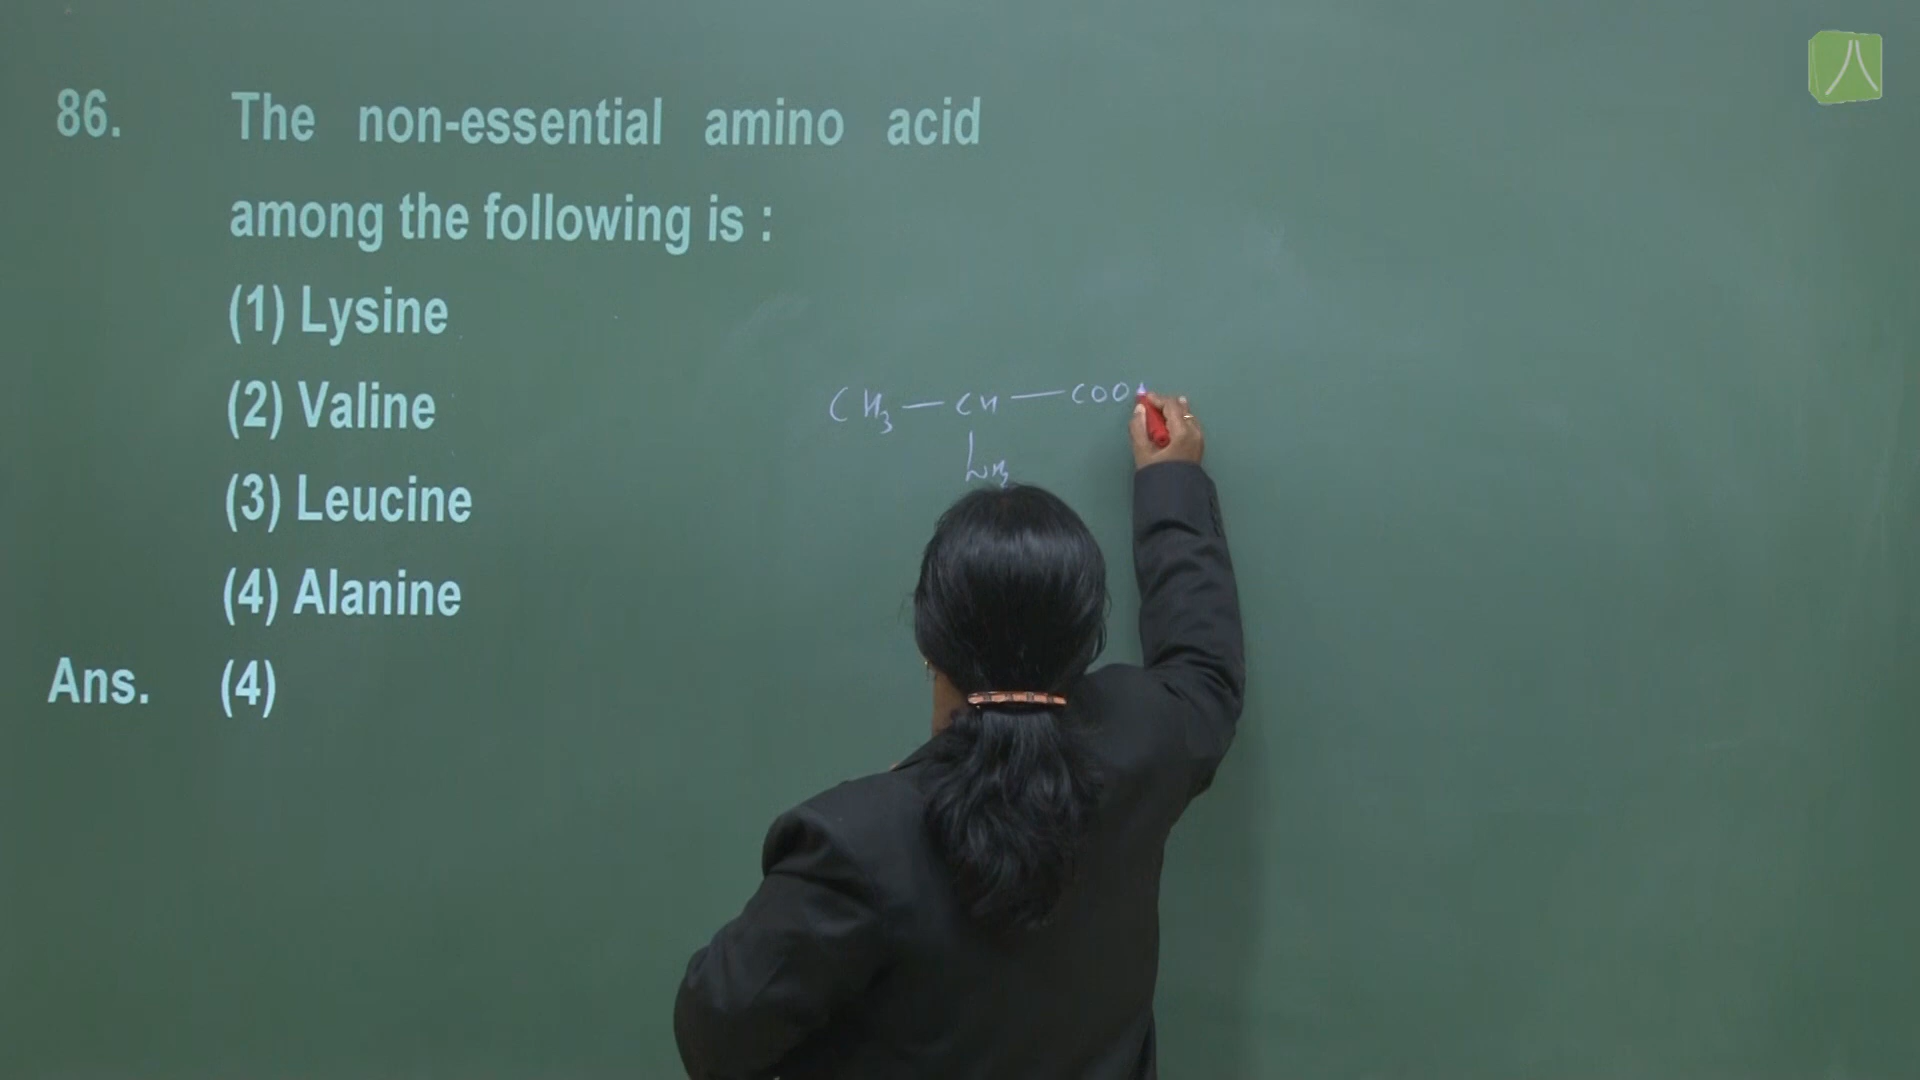 86. The non-essential amino acid
among the following is :
(1) Lysine
(2) Valine
(3) Leucine
(4) Alanine
Ans. (4)
CH3 — CH — COO
NH2